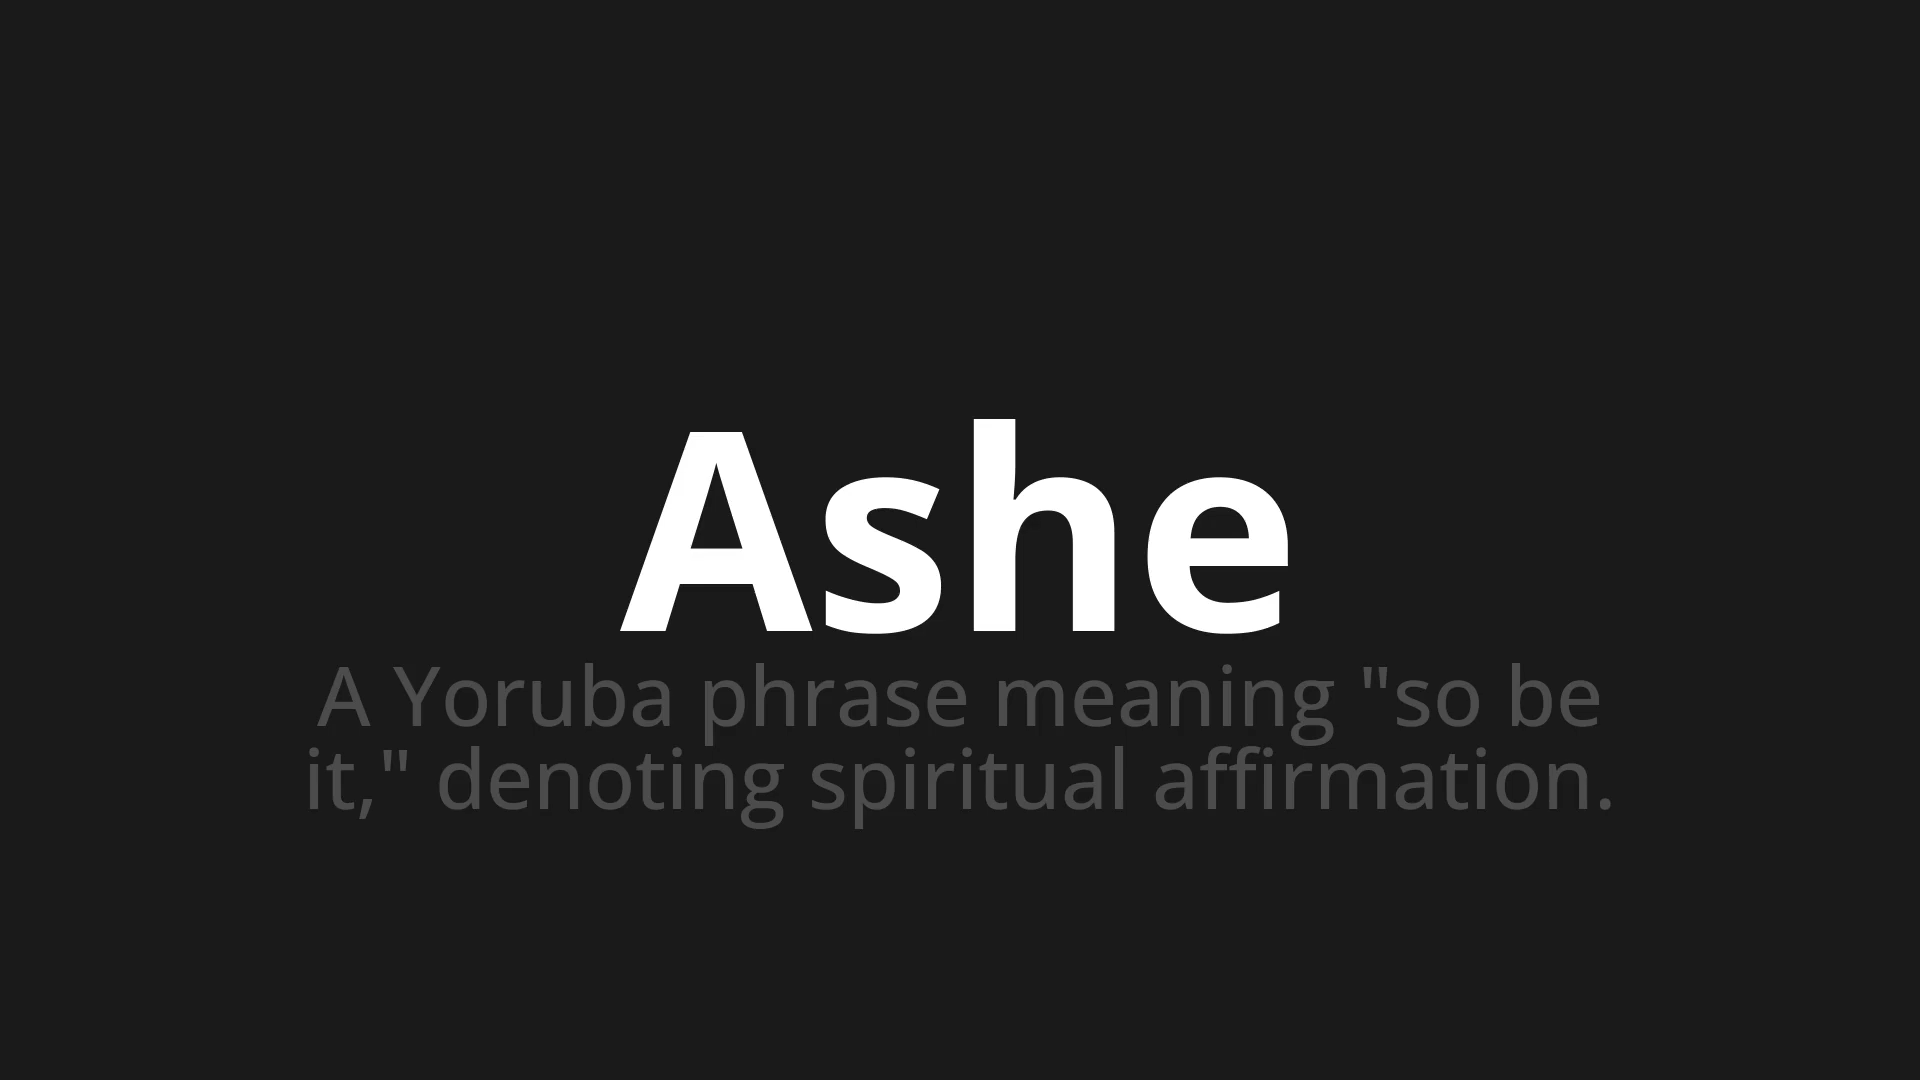 Ashe
A Yoruba phrase meaning "so be
it," denoting spiritual affirmation.